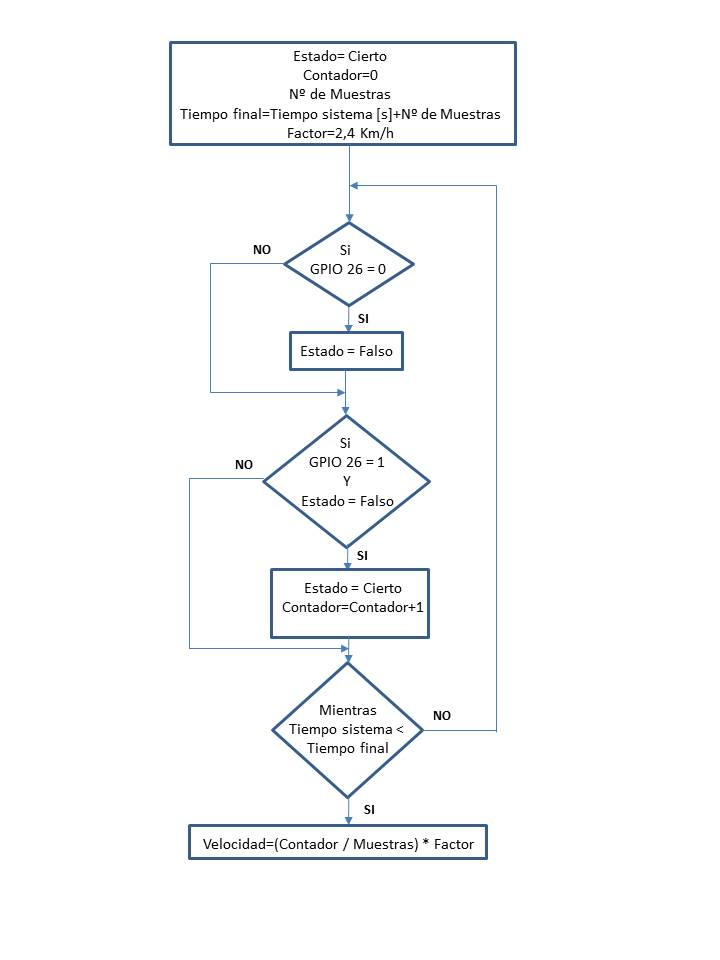 Estado= Cierto
Contador=0
Nº de Muestras
Tiempo final=Tiempo sistema [s]+Nº de Muestras
Factor=2,4 Km/h
Si
GPIO 26 = 0
NO
SI
Estado = Falso
Si
GPIO 26 = 1
Y
Estado = Falso
NO
SI
Estado = Cierto
Contador=Contador+1
Mientras
Tiempo sistema <
Tiempo final
NO
SI
Velocidad=(Contador / Muestras) * Factor